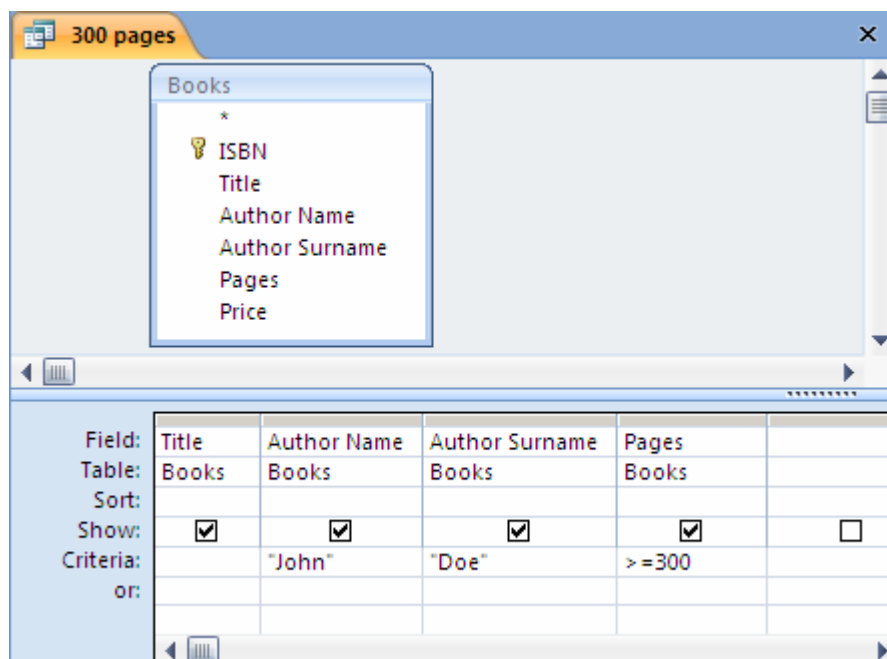 300 pages
Books
*
ISBN
Title
Author Name
Author Surname
Pages
Price
Field: Title Author Name Author Surname Pages
Table: Books Books Books Books
Sort:
Show:
Criteria: "John" "Doe" >=300
or: